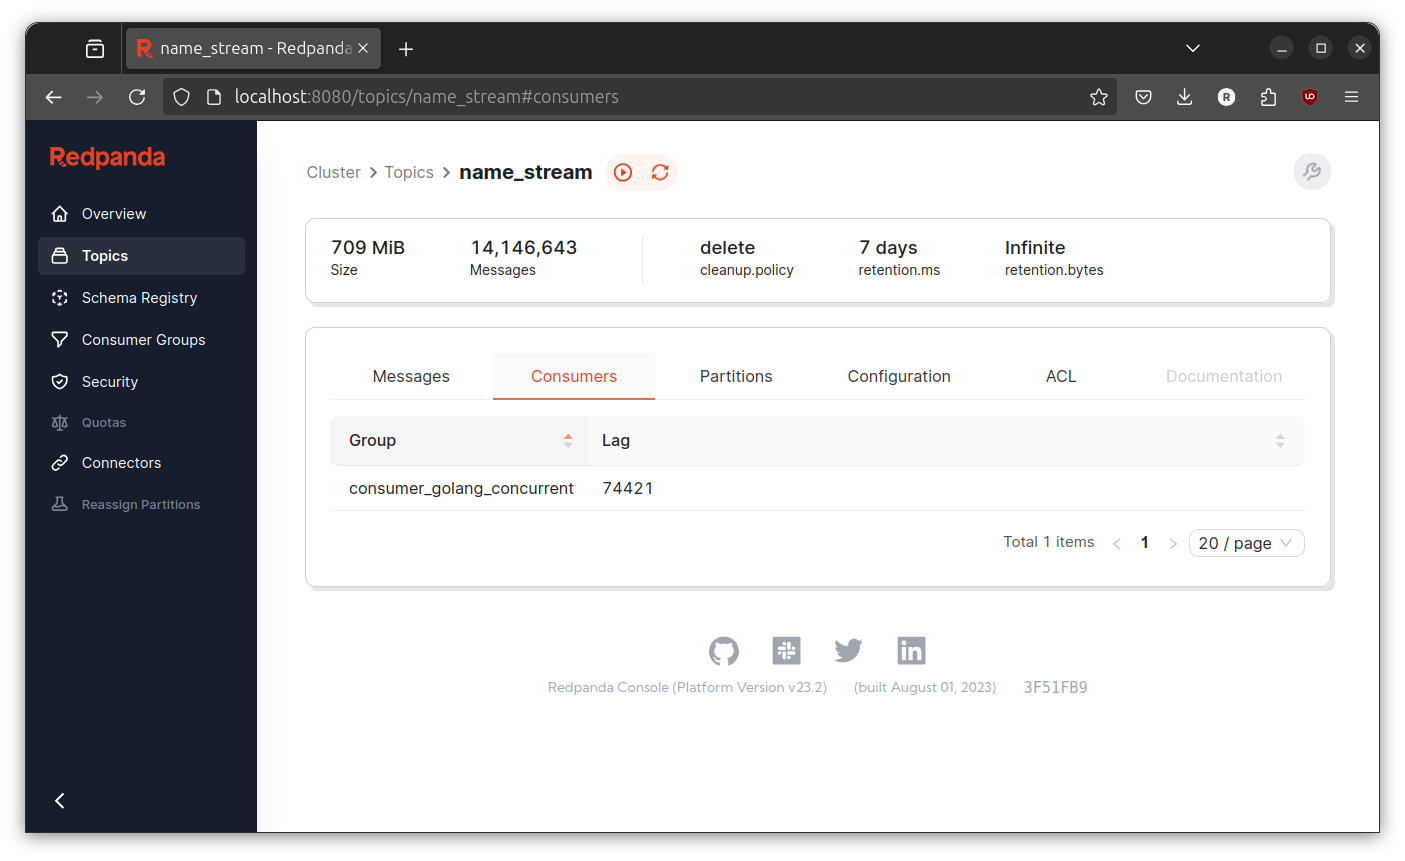 name_stream - Redpanda
localhost:8080/topics/name_stream#consumers
R
Redpanda
Overview
Topics
Schema Registry
Consumer Groups
Security
Quotas
Connectors
Reassign Partitions
Cluster > Topics > name_stream
709 MiB 14,146,643 delete 7 days Infinite
Size Messages cleanup.policy retention.ms retention.bytes
Messages Consumers Partitions Configuration ACL Documentation
Group Lag
consumer_golang_concurrent 74421
Total 1 items < 1 > 20 / page
Redpanda Console (Platform Version v23.2) (built August 01, 2023) 3F51FB9